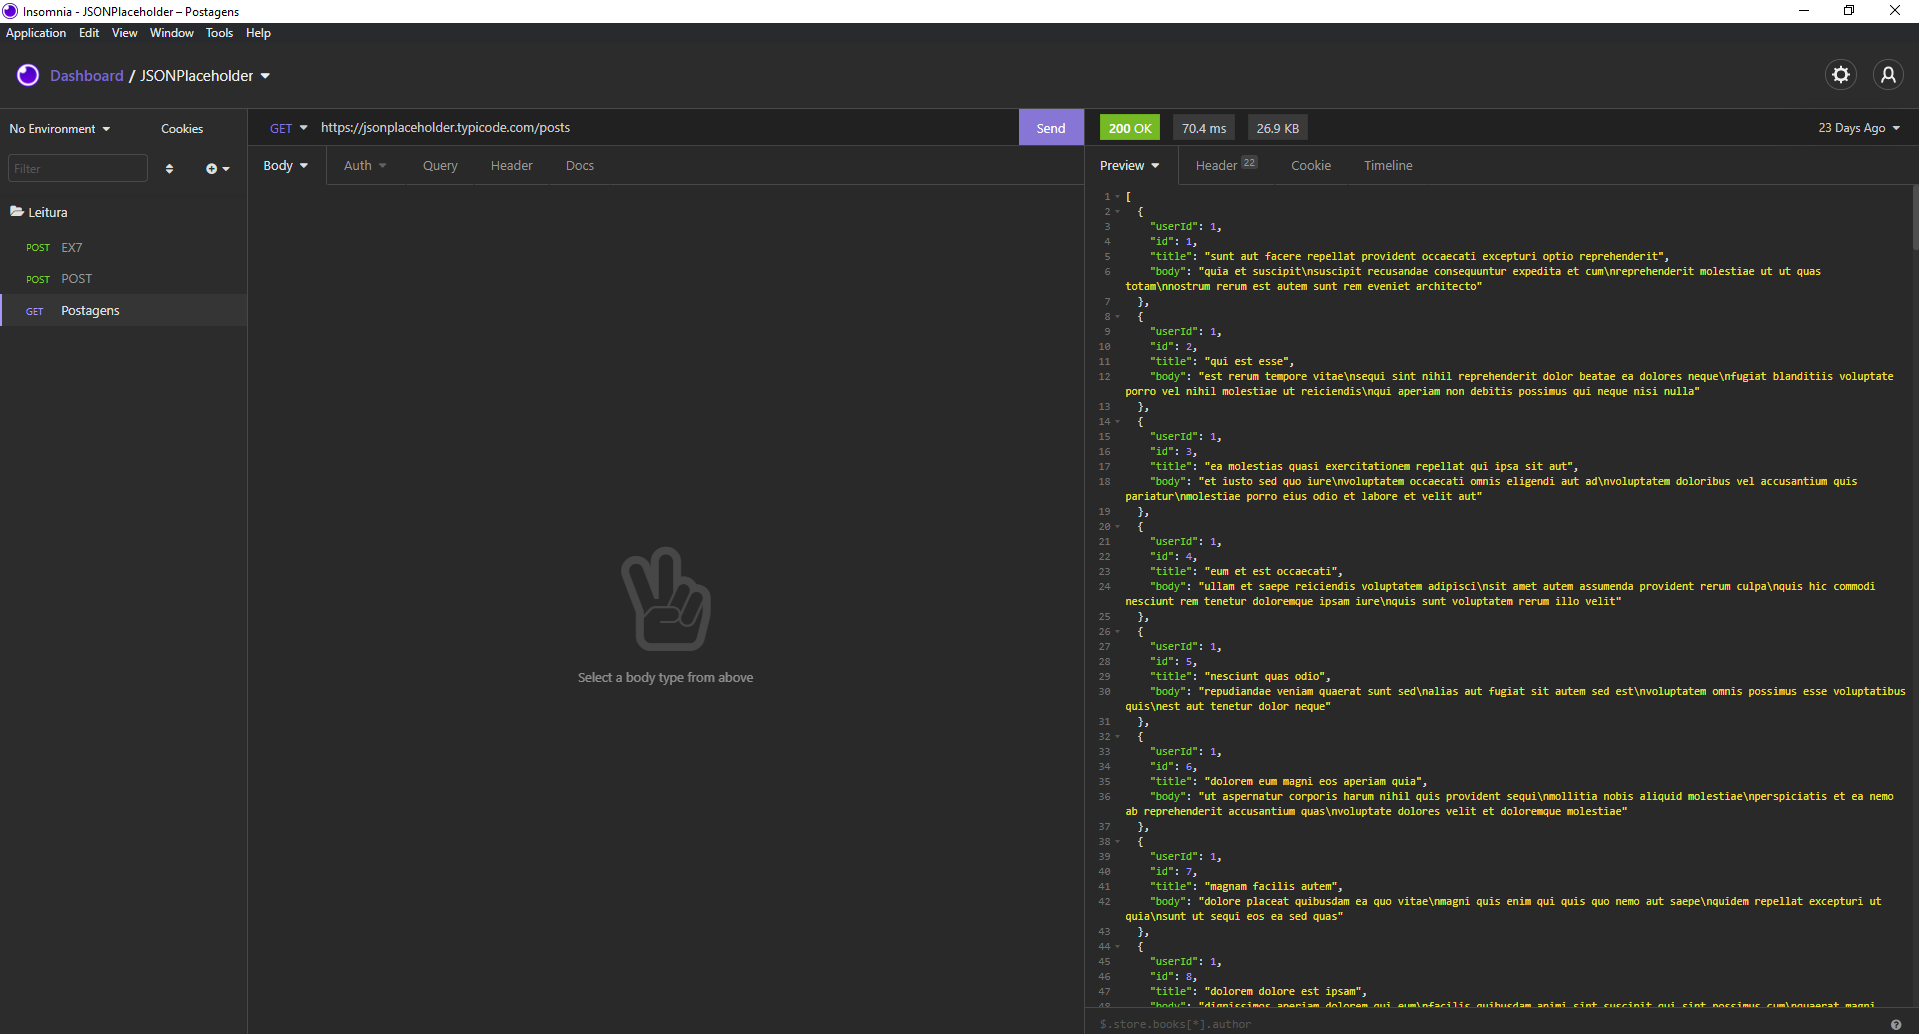 Insomnia - JSONPlaceholder – Postagens
Application Edit View Window Tools Help
Dashboard / JSONPlaceholder
No Environment Cookies
GET https://jsonplaceholder.typicode.com/posts Send
200 OK 70.4 ms 26.9 KB 23 Days Ago
Filter
Body Auth Query Header Docs
Preview Header 22 Cookie Timeline
Leitura
POST EX7
POST POST
GET Postagens
Select a body type from above
1 [
2 {
3 "userId": 1,
4 "id": 1,
5 "title": "sunt aut facere repellat provident occaecati excepturi optio reprehenderit",
6 "body": "quia et suscipit\nsuscipit recusandae consequuntur expedita et cum\nreprehenderit molestiae ut ut quas
totam\nnostrum rerum est autem sunt rem eveniet architecto"
7 },
8 {
9 "userId": 1,
10 "id": 2,
11 "title": "qui est esse",
12 "body": "est rerum tempore vitae\nsequi sint nihil reprehenderit dolor beatae ea dolores neque\nfugiat blanditiis voluptate
porro vel nihil molestiae ut reiciendis\nqui aperiam non debitis possimus qui neque nisi nulla"
13 },
14 {
15 "userId": 1,
16 "id": 3,
17 "title": "ea molestias quasi exercitationem repellat qui ipsa sit aut",
18 "body": "et iusto sed quo iure\nvoluptatem occaecati omnis eligendi aut ad\nvoluptatem doloribus vel accusantium quis
pariatur\nmolestiae porro eius odio et labore et velit aut"
19 },
20 {
21 "userId": 1,
22 "id": 4,
23 "title": "eum et est occaecati",
24 "body": "ullam et saepe reiciendis voluptatem adipisci\nsit amet autem assumenda provident rerum culpa\nquis hic commodi
nesciunt rem tenetur doloremque ipsam iure\nquis sunt voluptatem rerum illo velit"
25 },
26 {
27 "userId": 1,
28 "id": 5,
29 "title": "nesciunt quas odio",
30 "body": "repudiandae veniam quaerat sunt sed\nalias aut fugiat sit autem sed est\nvoluptatem omnis possimus esse voluptatibus
quis\nest aut tenetur dolor neque"
31 },
32 {
33 "userId": 1,
34 "id": 6,
35 "title": "dolorem eum magni eos aperiam quia",
36 "body": "ut aspernatur corporis harum nihil quis provident sequi\nmollitia nobis aliquid molestiae\nperspiciatis et ea nemo
ab reprehenderit accusantium quas\nvoluptate dolores velit et doloremque molestiae"
37 },
38 {
39 "userId": 1,
40 "id": 7,
41 "title": "magnam facilis autem",
42 "body": "dolore placeat quibusdam ea quo vitae\nmagni quis enim qui quis quo nemo aut saepe\nquidem repellat excepturi ut
quia\nsunt ut sequi eos ea sed quas"
43 },
44 {
45 "userId": 1,
46 "id": 8,
47 "title": "dolorem dolore est ipsam",
48 "body": "dignissimos aperiam dolorem qui eum\nfacilis quibusdam animi sint suscipit qui sint possimus cum\nquaerat magni
$.store.books[*].author